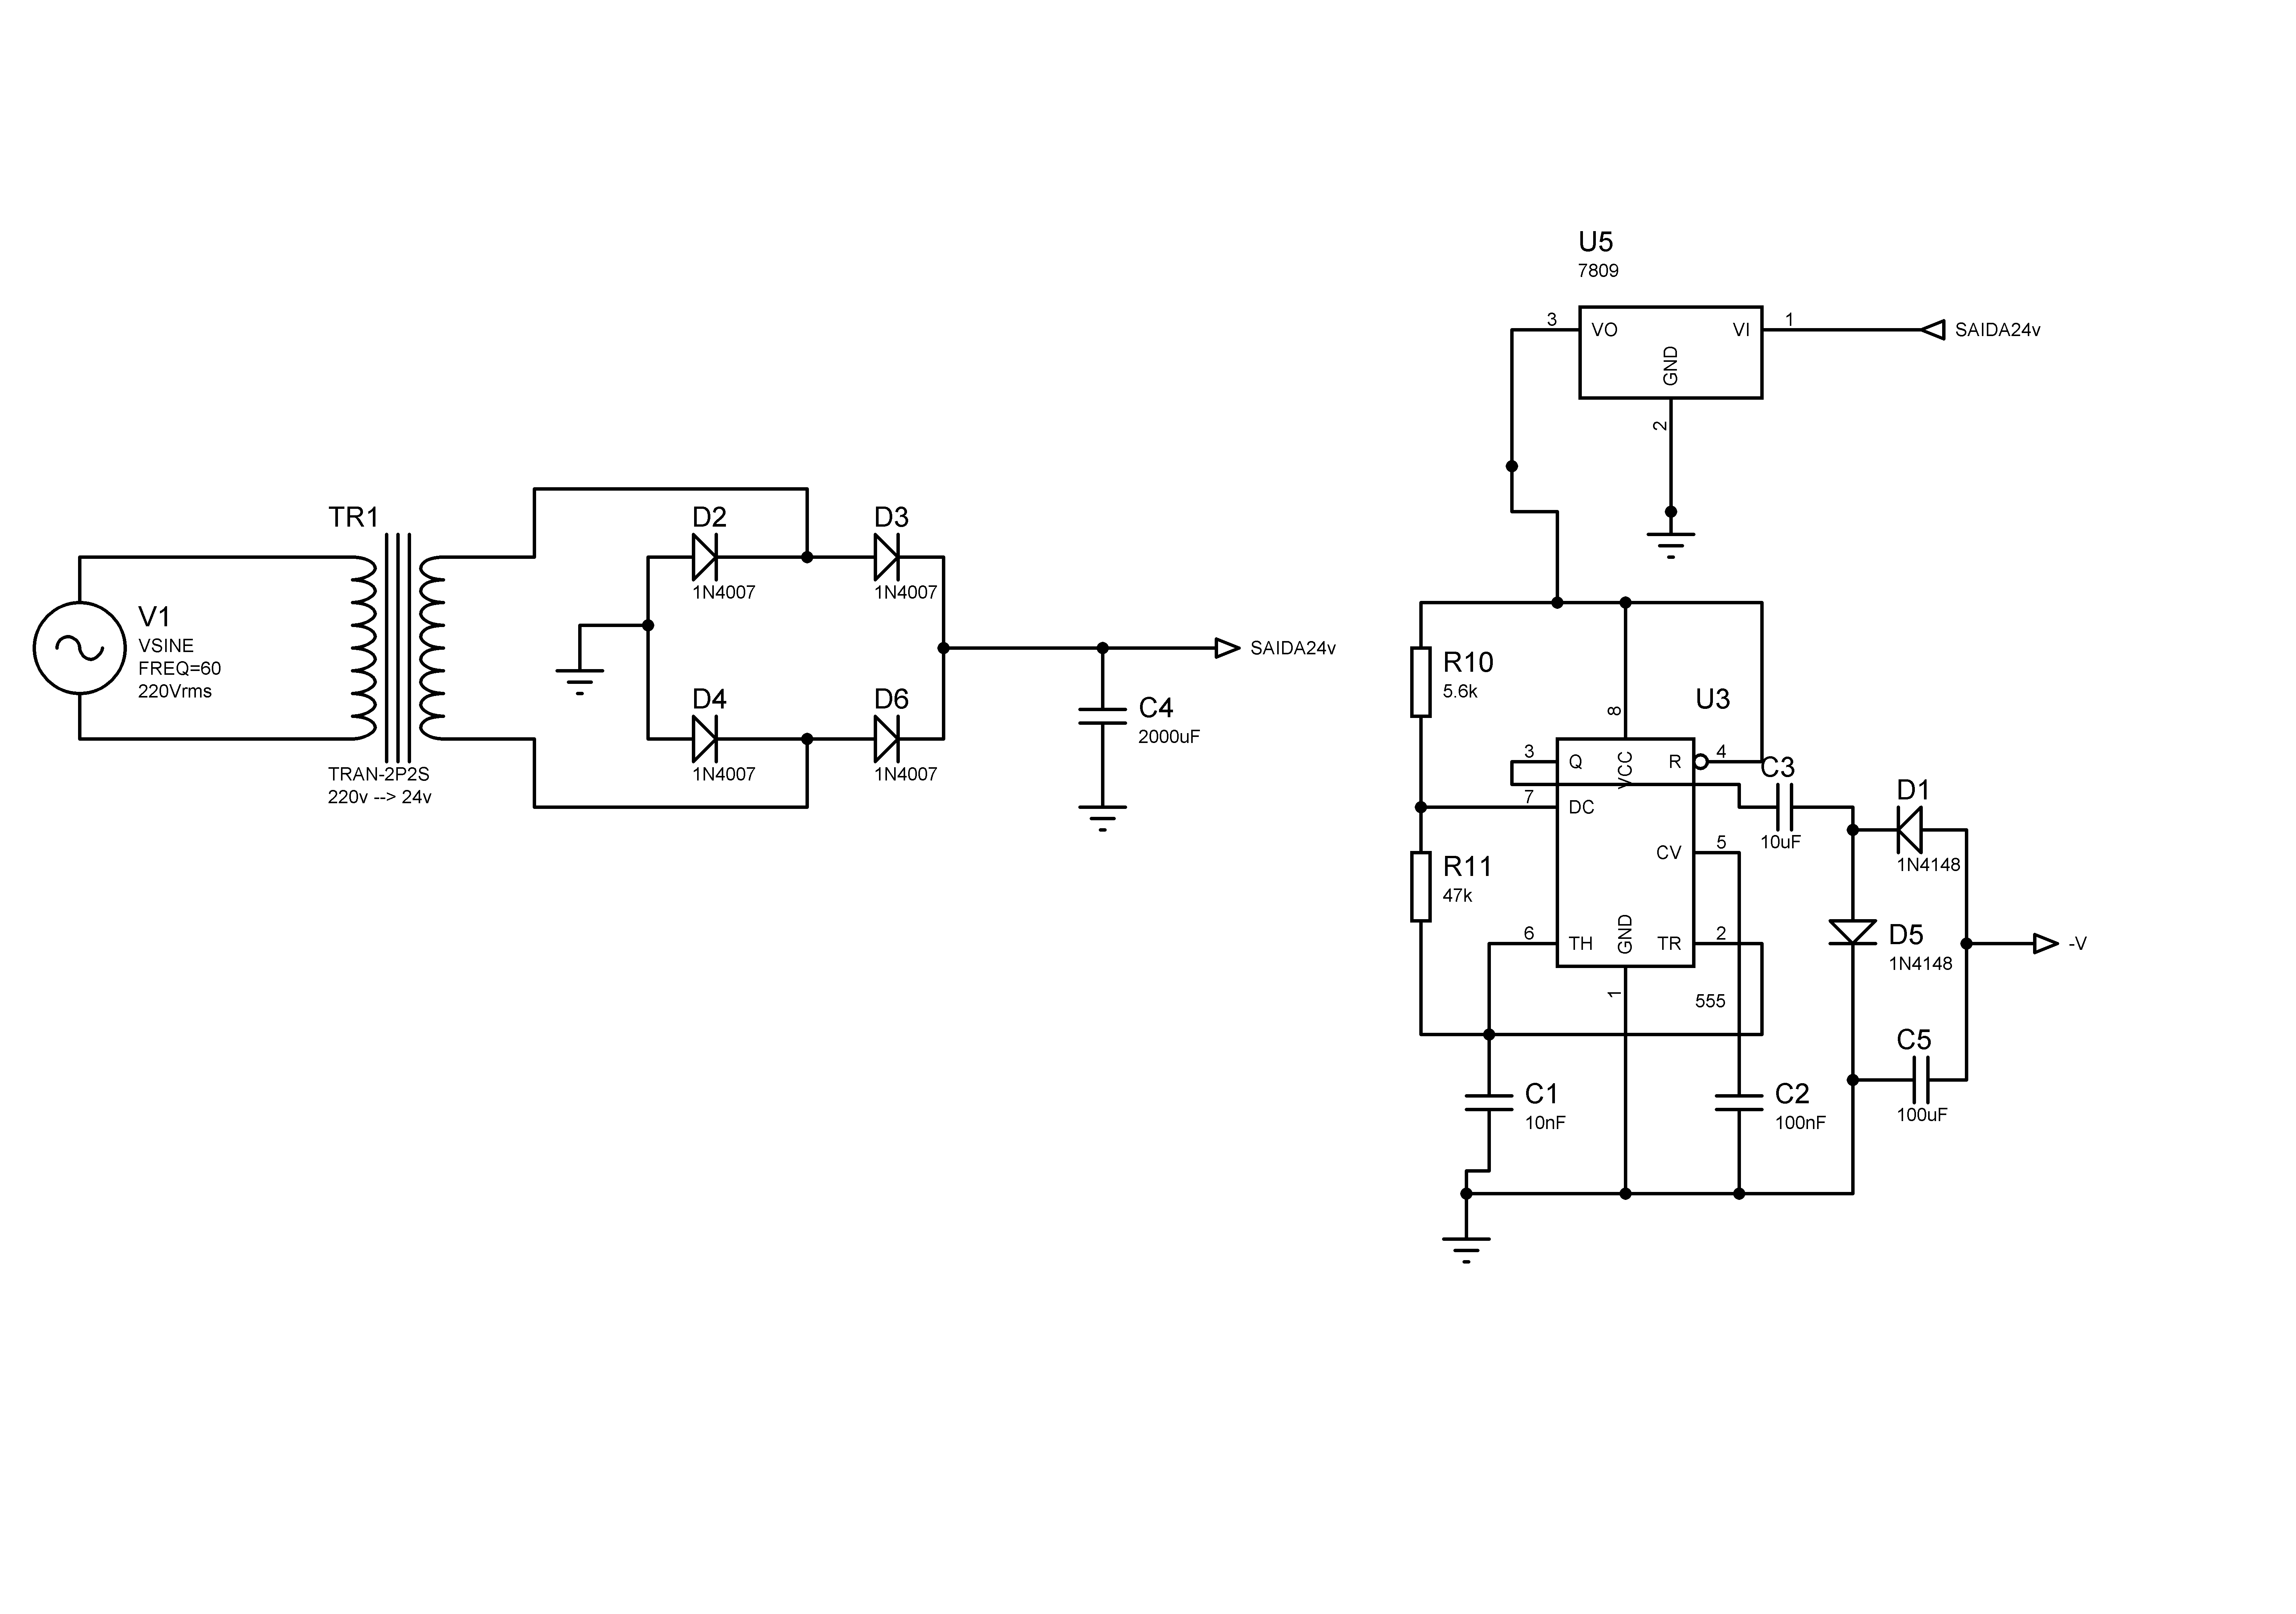 U5
7809
3
VO
VI
1
SAIDA24v
GND
2
TR1
D2
D3
1N4007
1N4007
V1
VSINE
FREQ=60
220Vrms
SAIDA24v
D4
D6
C4
2000uF
1N4007
1N4007
TRAN-2P2S
220v --> 24v
R10
5.6k
U3
8
3
Q
VCC
R
4
C3
7
DC
D1
10uF
1N4148
R11
47k
CV
5
6
TH
GND
TR
2
D5
1N4148
-V
1
555
C5
100uF
C1
10nF
C2
100nF